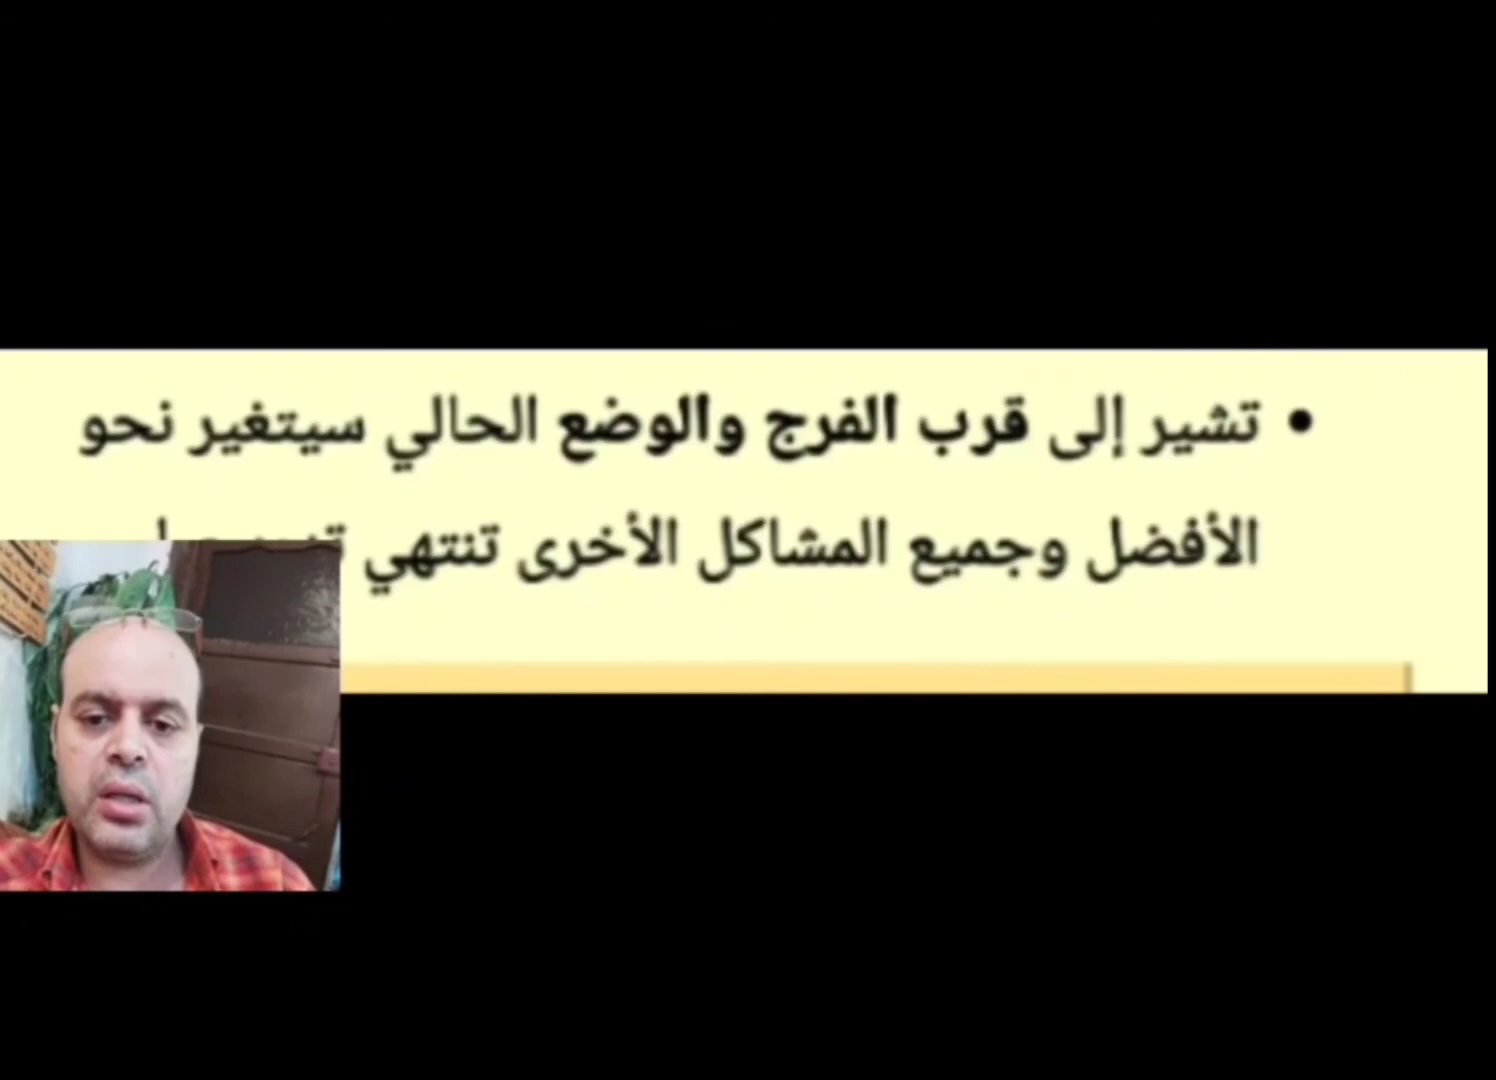 • تشير إلى قرب الفرج والوضع الحالي سيتغير نحو
الأفضل وجميع المشاكل الأخرى تنتهي